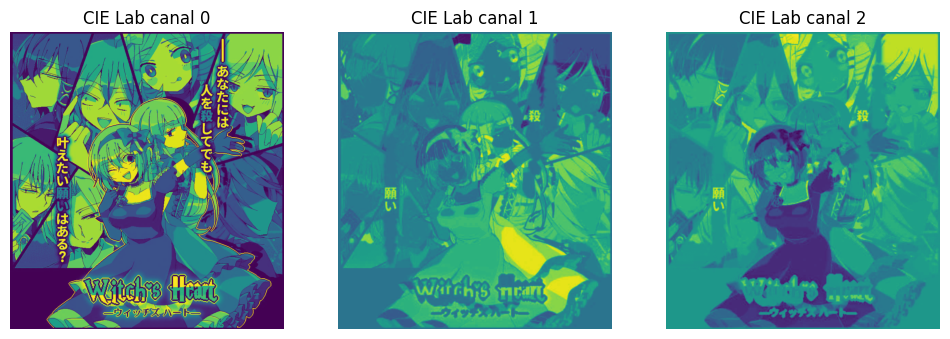 CIE Lab canal 0
あなたには
人を殺してでも
叶えたい願いはある?
Witch's Heart
―ウィッチズハート―
CIE Lab canal 1
殺
願い
Witch's Heart
―ウィッチズハート―
CIE Lab canal 2
殺
願い
Witch's Heart
―ウィッチズハート―